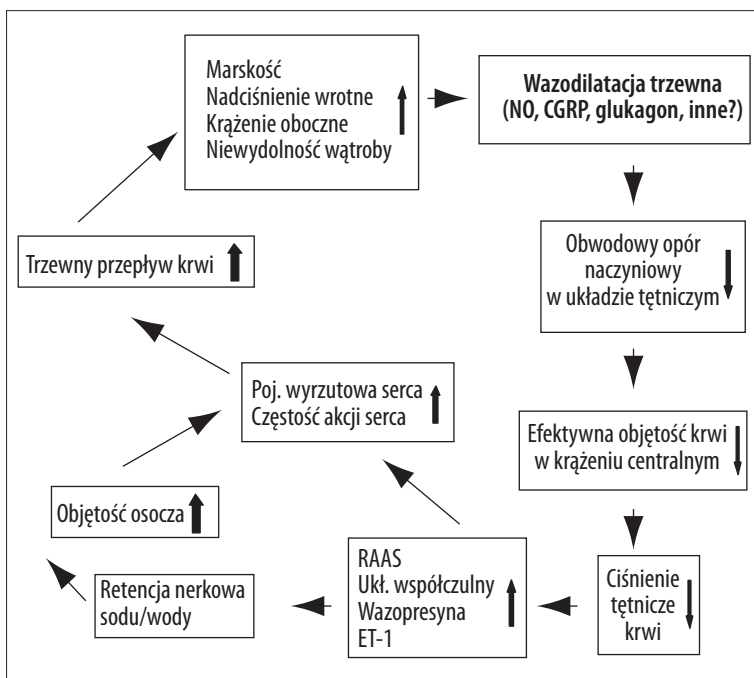 Marskość
Nadciśnienie wrotne
Krążenie oboczne
Niewydolność wątroby
Wazodilatacja trzewna
(NO, CGRP, glukagon, inne?)
Obwodowy opór
naczyniowy
w układzie tętniczym
Efektywna objętość krwi
w krążeniu centralnym
Ciśnienie
tętnicze
krwi
RAAS
Ukł. współczulny
Wazopresyna
ET-1
Retencja nerkowa
sodu/wody
Objętość osocza
Poj. wyrzutowa serca
Częstość akcji serca
Trzewny przepływ krwi